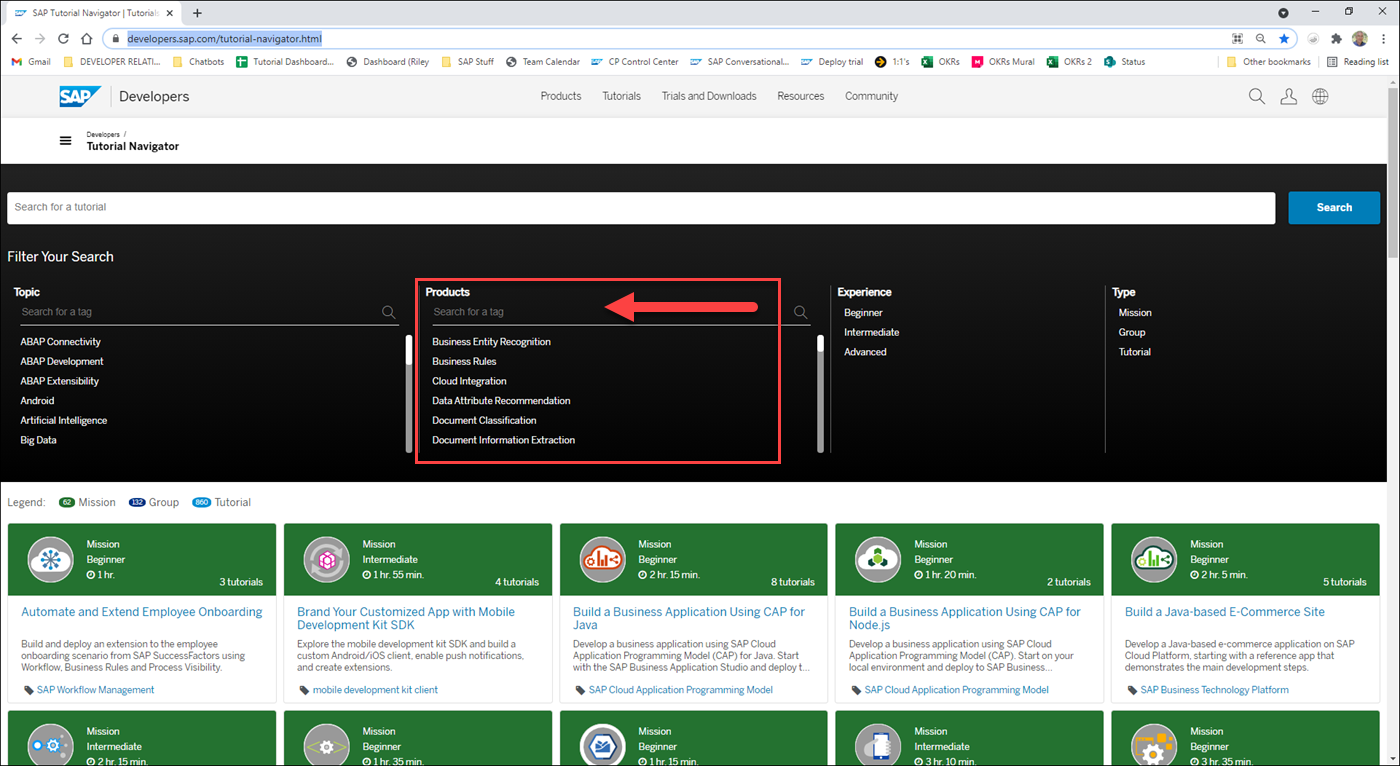 SAP Tutorial Navigator | Tutorials
developers.sap.com/tutorial-navigator.html
Gmail
DEVELOPER RELATI...
Chatbots
Tutorial Dashboard...
Dashboard (Riley
SAP Stuff
Team Calendar
CP Control Center
SAP Conversational...
Deploy trial
1:1's
OKRs
OKRs Mural
OKRs 2
Status
Other bookmarks
Reading list
SAP
Developers
Products
Tutorials
Trials and Downloads
Resources
Community
Developers /
Tutorial Navigator
Search for a tutorial
Search
Filter Your Search
Topic
Search for a tag
ABAP Connectivity
ABAP Development
ABAP Extensibility
Android
Artificial Intelligence
Big Data
Products
Search for a tag
Business Entity Recognition
Business Rules
Cloud Integration
Data Attribute Recommendation
Document Classification
Document Information Extraction
Experience
Beginner
Intermediate
Advanced
Type
Mission
Group
Tutorial
Legend: 62 Mission 132 Group 860 Tutorial
Mission
Beginner
1 hr.
3 tutorials
Automate and Extend Employee Onboarding
Build and deploy an extension to the employee
onboarding scenario from SAP SuccessFactors using
Workflow, Business Rules and Process Visibility.
SAP Workflow Management
Mission
Intermediate
1 hr. 55 min.
4 tutorials
Brand Your Customized App with Mobile
Development Kit SDK
Explore the mobile development kit SDK and build a
custom Android/iOS client, enable push notifications,
and create extensions.
mobile development kit client
Mission
Beginner
2 hr. 15 min.
8 tutorials
Build a Business Application Using CAP for
Java
Develop a business application using SAP Cloud
Application Programming Model (CAP) for Java. Start
with the SAP Business Application Studio and deploy t...
SAP Cloud Application Programming Model
Mission
Beginner
1 hr. 20 min.
2 tutorials
Build a Business Application Using CAP for
Node.js
Develop a business application using SAP Cloud
Application Programming Model (CAP). Start on your
local environment and deploy to SAP Business...
SAP Cloud Application Programming Model
Mission
Beginner
2 hr. 5 min.
5 tutorials
Build a Java-based E-Commerce Site
Develop a Java-based e-commerce application on SAP
Cloud Platform, starting with a reference app that
demonstrates the main development steps.
SAP Business Technology Platform
Mission
Intermediate
2 hr. 15 min.
Mission
Beginner
1 hr. 35 min.
Mission
Beginner
1 hr. 15 min.
Mission
Intermediate
3 hr. 10 min.
Mission
Beginner
3 hr. 35 min.